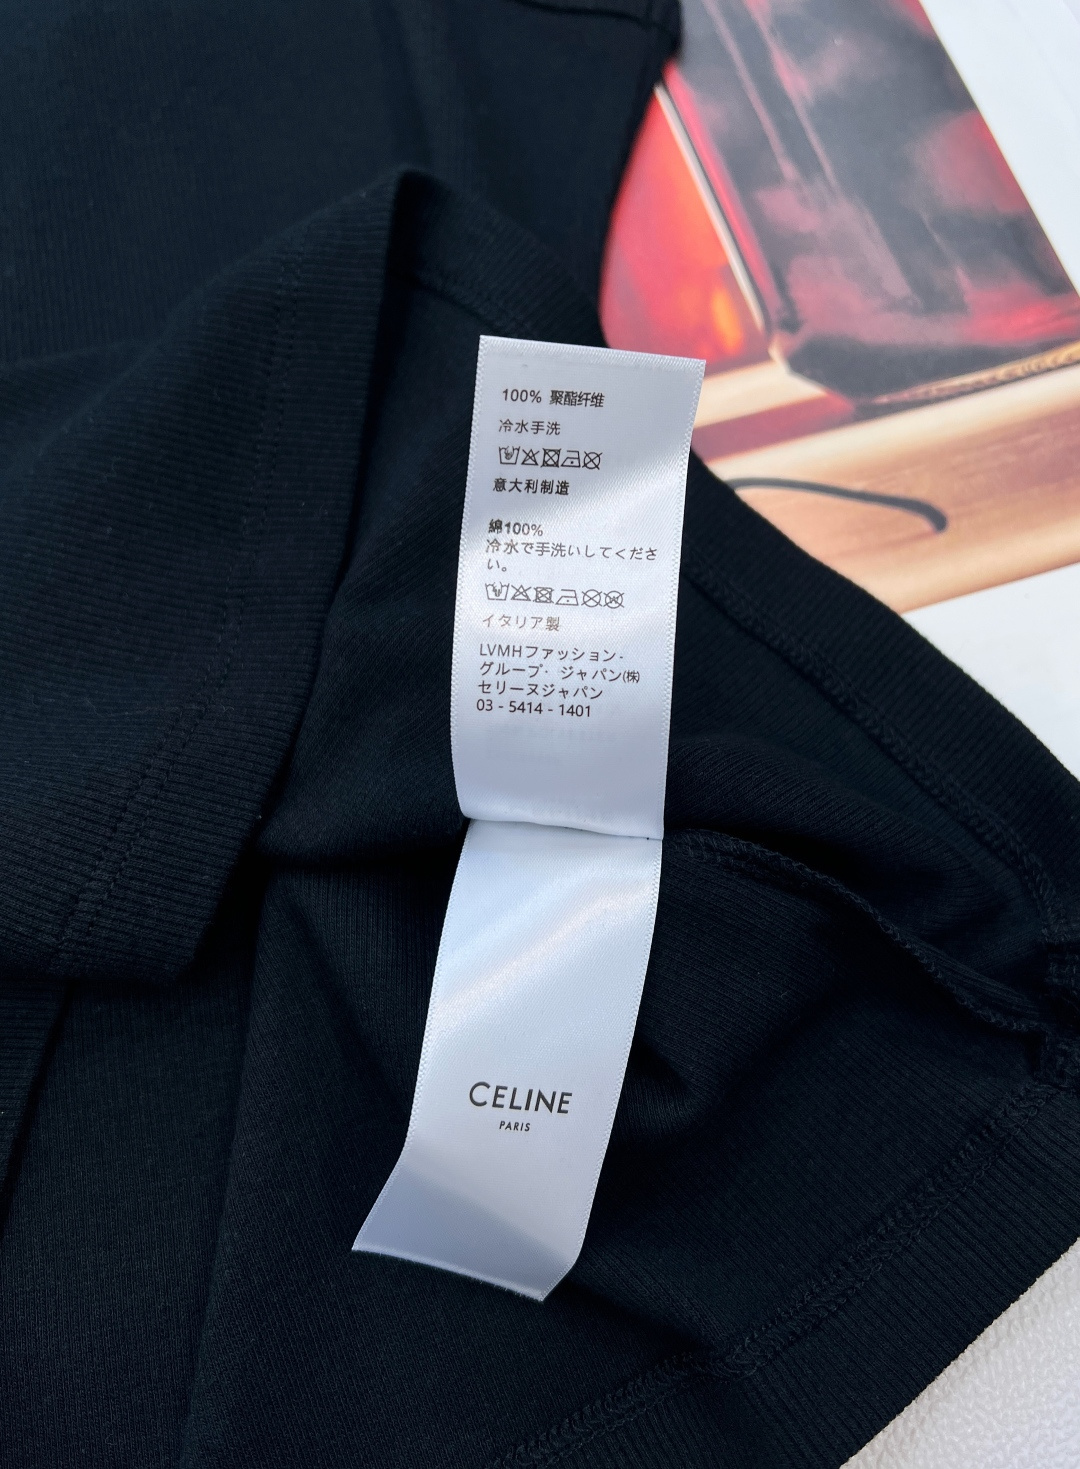 100% 聚酯纤维
冷水手洗
意大利制造
綿100%
冷水で手洗いしてくださ
い。
イタリア製
LVMHファッション·
グループ· ジャパン㈱
セリーヌジャパン
03 - 5414 - 1401
CELINE
PARIS